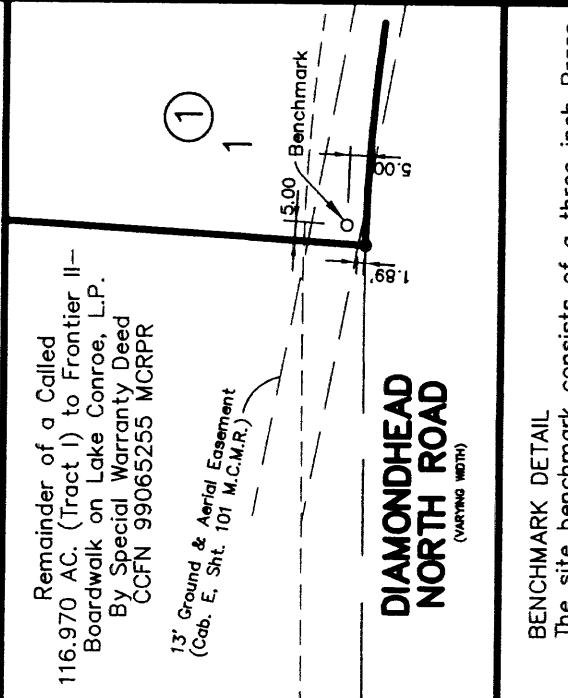 Remainder of a Called
116.970 AC. (Tract I) to Frontier II–
Boardwalk on Lake Conroe, L.P.
By Special Warranty Deed
CCFN 99065255 MCRPR
13' Ground & Aerial Easement
(Cab. E, Sht. 101 M.C.M.R.)
1
1
5.00
Benchmark
5.00
1.89'
DIAMONDHEAD
NORTH ROAD
(VARYING WIDTH)
BENCHMARK DETAIL
The site benchmark consists of a three inch Brass